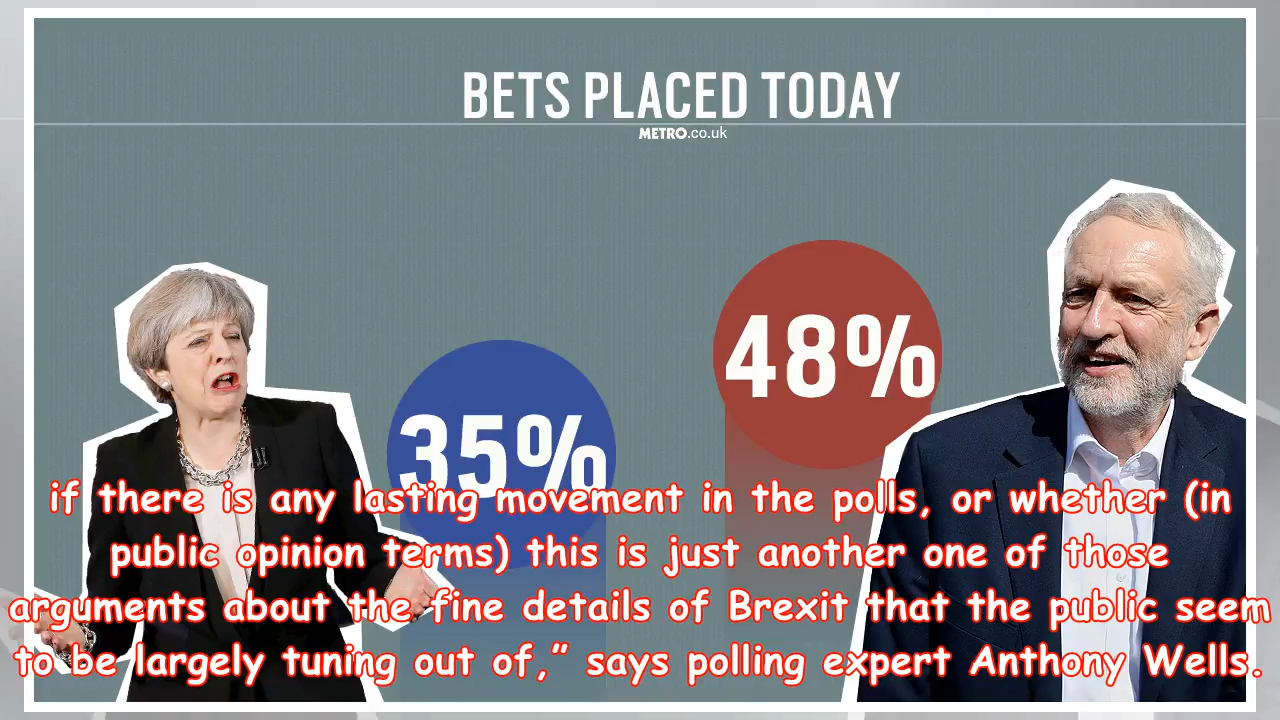 BETS PLACED TODAY
METRO.co.uk
48%
35%
if there is any lasting movement in the polls, or whether (in
public opinion terms) this is just another one of those
arguments about the fine details of Brexit that the public seem
to be largely tuning out of,” says polling expert Anthony Wells.